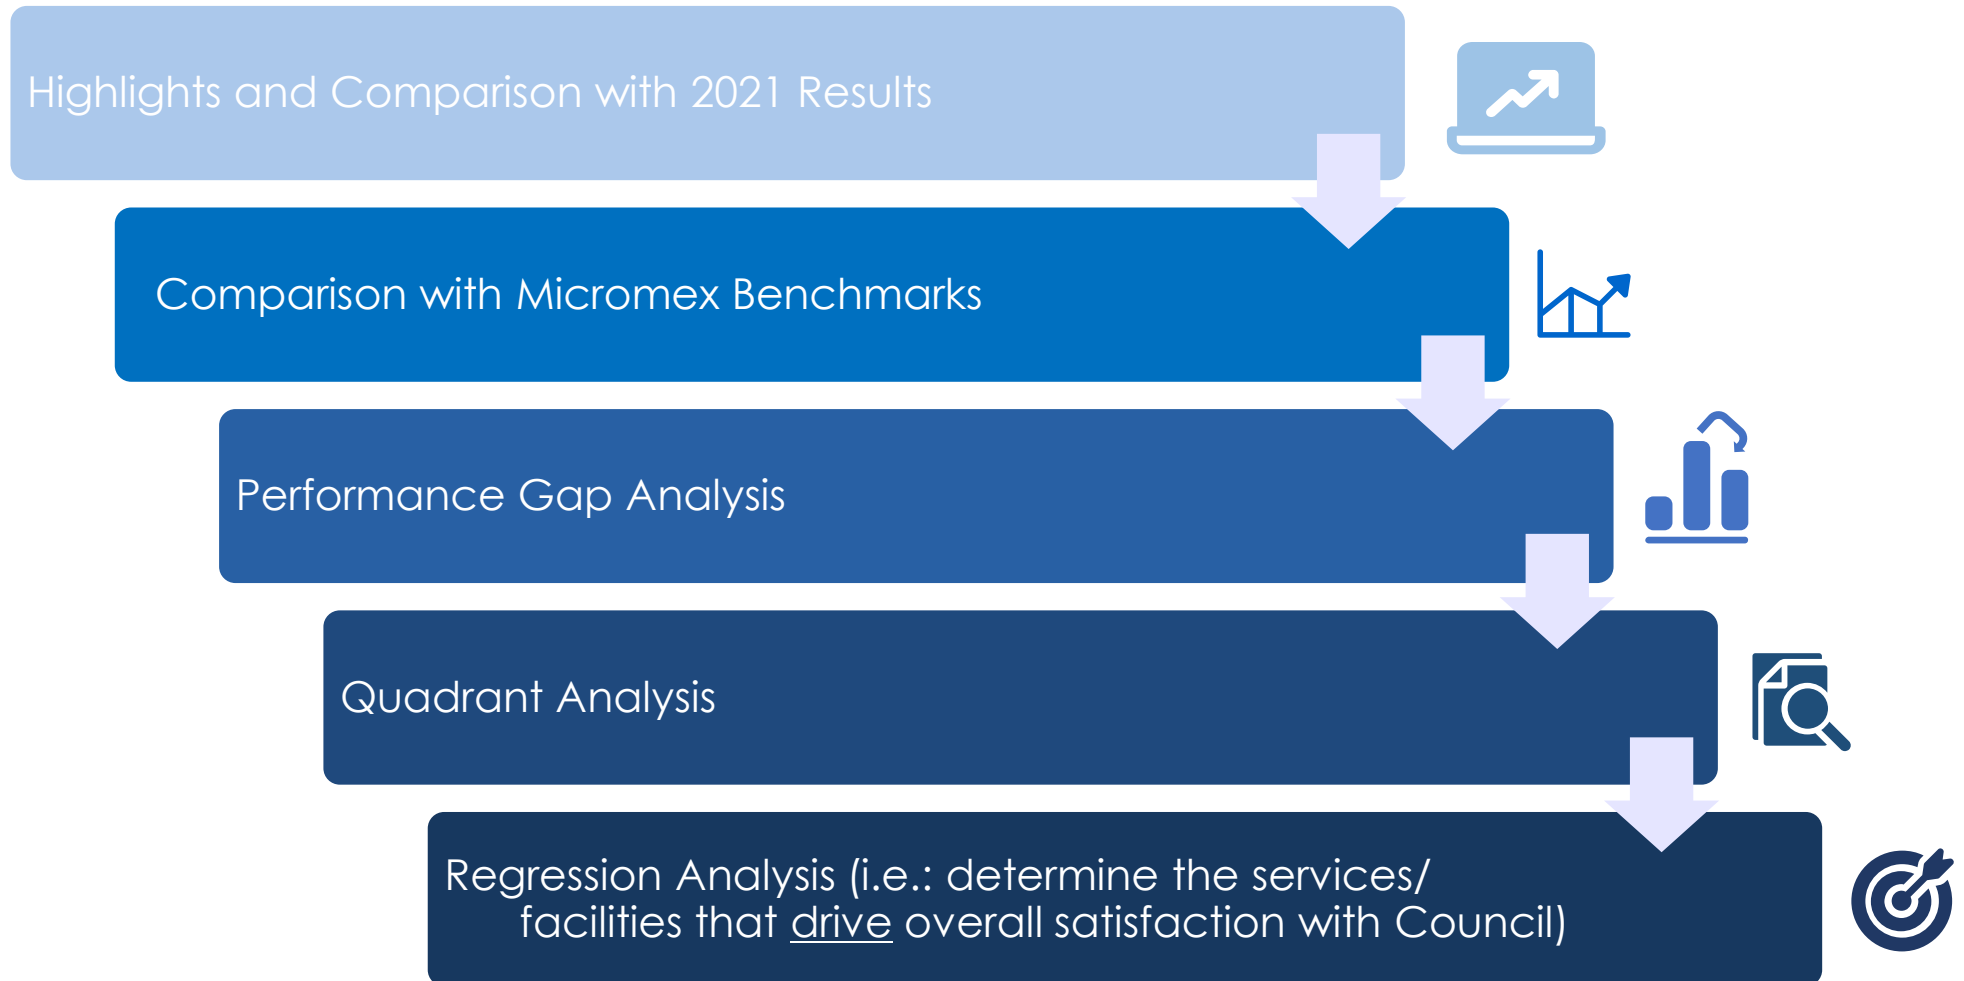 Highlights and Comparison with 2021 Results
Comparison with Micromex Benchmarks
Performance Gap Analysis
Quadrant Analysis
Regression Analysis (i.e.: determine the services/
facilities that drive overall satisfaction with Council)